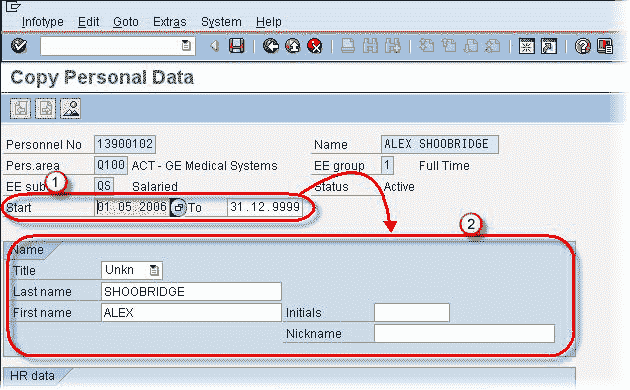 Infotype Edit Goto Extras System Help
Copy Personal Data
Personnel No 13900102 Name ALEX SHOOBRIDGE
Pers.area Q100 ACT - GE Medical Systems EE group 1 Full Time
EE sub QS Salaried Status Active
1
Start 01.05.2006 To 31.12.9999
2
Name
Title Unkn
Last name SHOOBRIDGE
First name ALEX Initials
Nickname
HR data